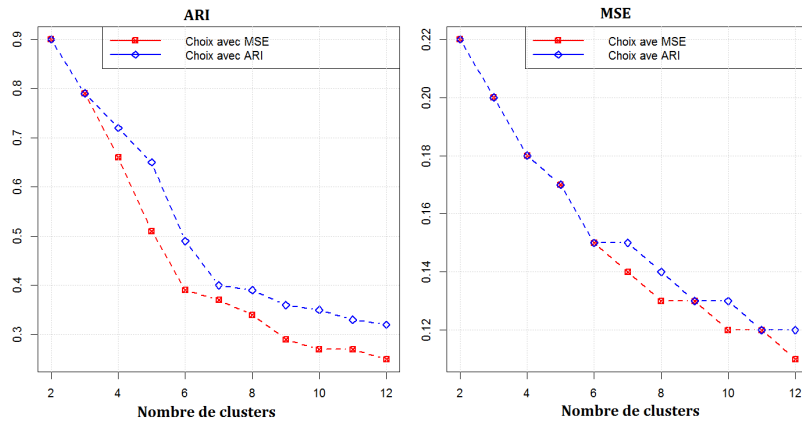 ARI
Choix avec MSE
Choix avec ARI
0.9
0.8
0.7
0.6
0.5
0.4
0.3
2 4 6 8 10 12
Nombre de clusters
MSE
Choix ave MSE
Choix ave ARI
0.22
0.20
0.18
0.16
0.14
0.12
2 4 6 8 10 12
Nombre de clusters